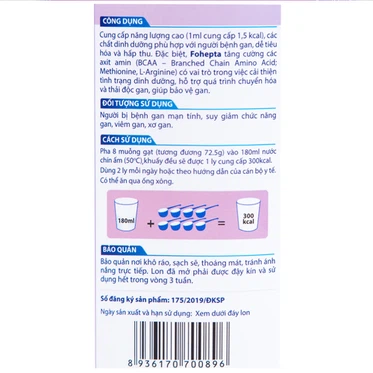 CÔNG DỤNG
Cung cấp năng lượng cao (1ml cung cấp 1,5 kcal), các
chất dinh dưỡng phù hợp với người bệnh gan, dễ tiêu
hóa và hấp thu. Đặc biệt, Fohepta tăng cường các
axit amin (BCAA – Branched Chain Amino Acid;
Methionine, L-Arginine) có vai trò trong việc cải thiện
tình trạng dinh dưỡng, hỗ trợ quá trình chuyển hóa
và thải độc gan, giúp bảo vệ gan.
ĐỐI TƯỢNG SỬ DỤNG
Người bị bệnh gan mạn tính, suy giảm chức năng
gan, viêm gan, xơ gan.
CÁCH SỬ DỤNG
Pha 8 muỗng gạt (tương đương 72.5g) vào 180ml nước
chín ấm (50°C), khuấy đều sẽ được 1 ly cung cấp 300kcal.
Dùng 2 ly mỗi ngày hoặc theo hướng dẫn của cán bộ y tế.
Có thể ăn qua ống xông.
180ml + = 300 kcal
BẢO QUẢN
Bảo quản nơi khô ráo, sạch sẽ, thoáng mát, tránh ánh
nắng trực tiếp. Lon đã mở phải được đậy kín và sử
dụng hết trong vòng 3 tuần.
Số đăng ký sản phẩm: 175/2019/ĐKSP
Ngày sản xuất và hạn sử dụng: Xem dưới đáy lon
8 936170 700896